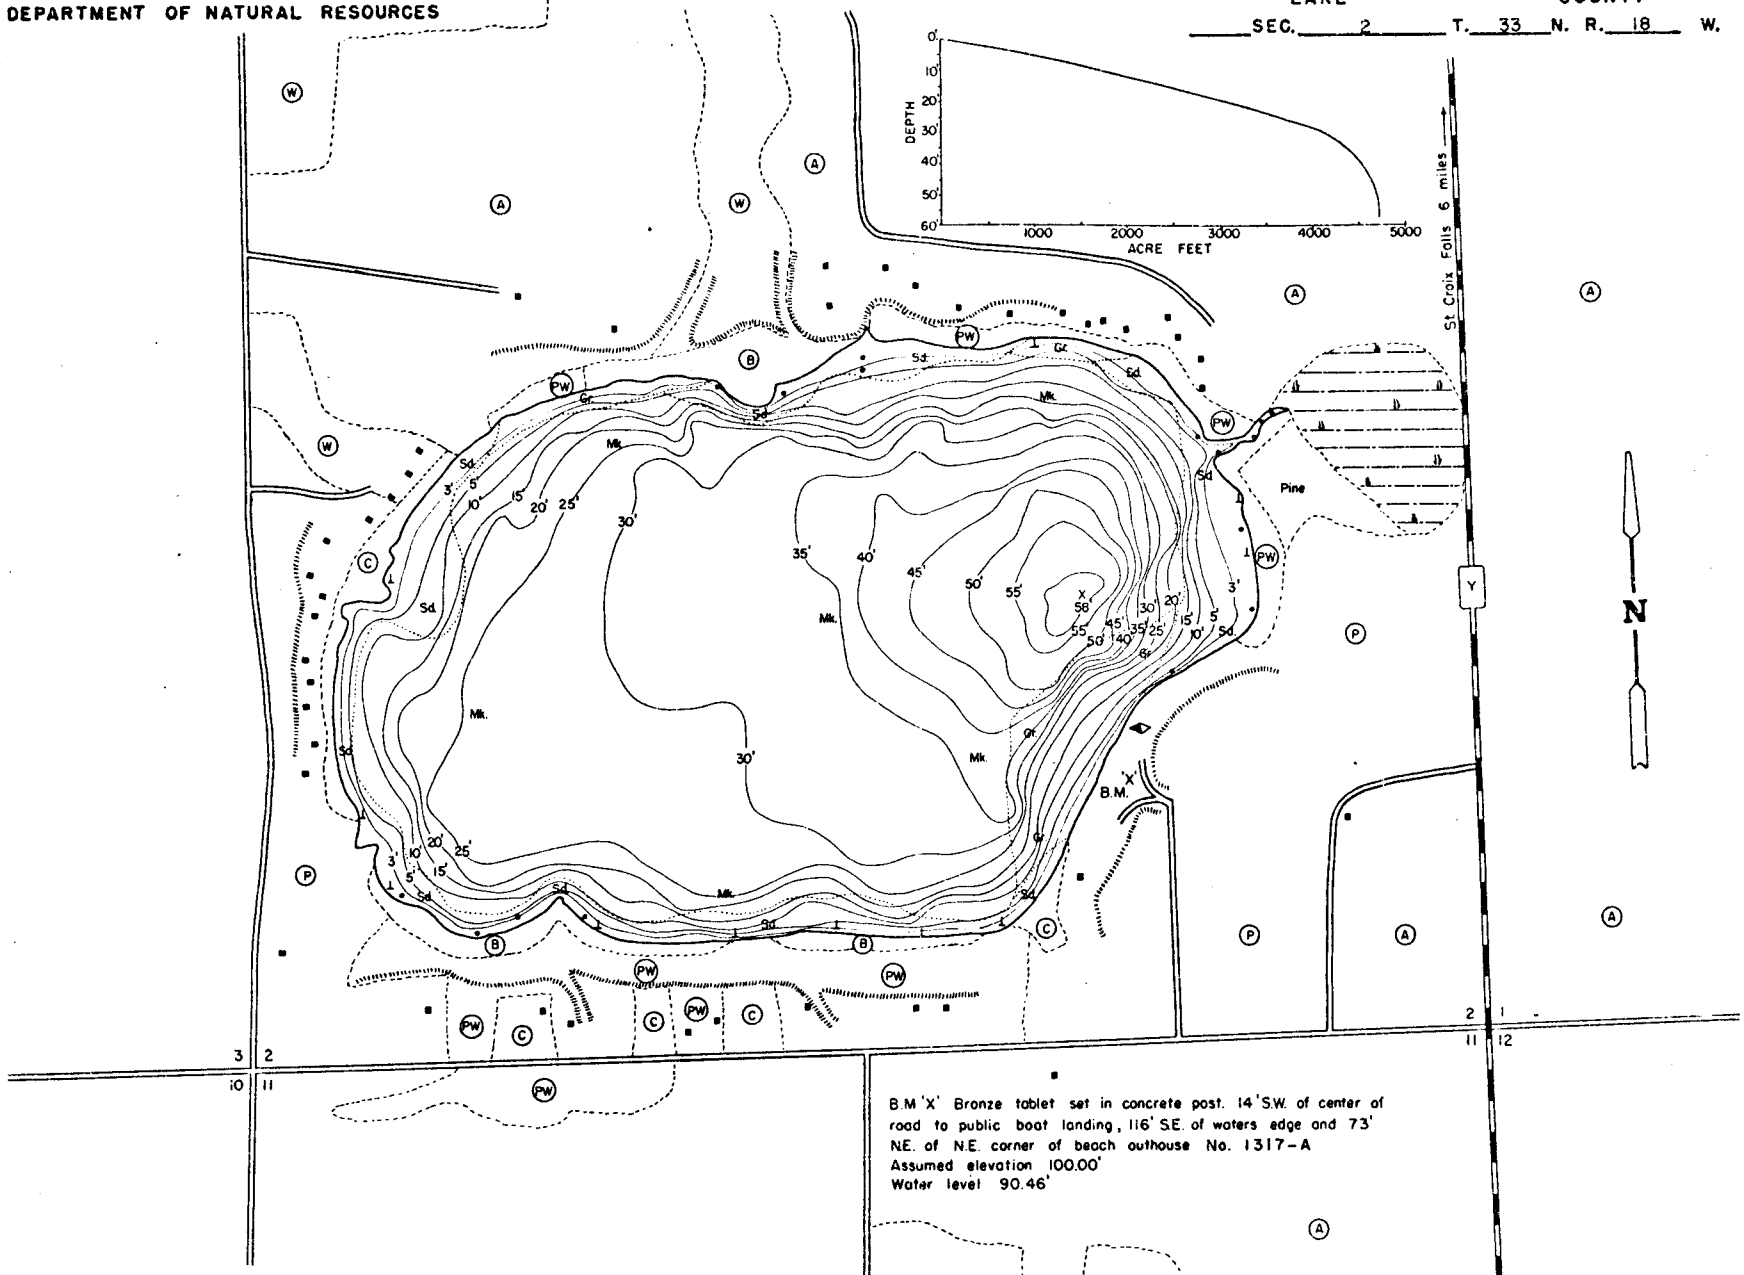 DEPARTMENT OF NATURAL RESOURCES
LAKE COUNTY
SEC. 2 T. 33 N. R. 18 W.
0'
10'
20'
30'
40'
50'
60'
DEPTH
1000 2000 3000 4000 5000
ACRE FEET
St Croix Falls 6 miles
W
A
W
A
A
A
B
PW
PW
Sd.
Gr.
Sd.
Gr.
Sd.
Mk.
PW
W
Sd.
Mk.
Sd.
3' 5' 10' 15' 20' 25' 30'
Pine
C
35' 40' 45' 50' 55'
X
58'
PW
Y
Sd.
Mk.
55' 50' 45' 40' 35' 30' 25' 20' 15' 10' 5' 3'
Sd.
Gr.
P
N
Mk.
Sd.
Gr.
Mk.
30'
'X'
B.M.
3' 5' 10' 15' 20' 25'
Gr.
P
Sd.
Sd.
Mk.
Sd.
Sd.
B
B
C
P
A
A
PW
PW
PW
C
C
PW
C
3 2
10 11
2 1
11 12
PW
B.M 'X' Bronze tablet set in concrete post. 14' S.W. of center of
road to public boat landing, 116' S.E. of waters edge and 73'
N.E. of N.E. corner of beach outhouse No. 1317-A
Assumed elevation 100.00'
Water level 90.46'
A